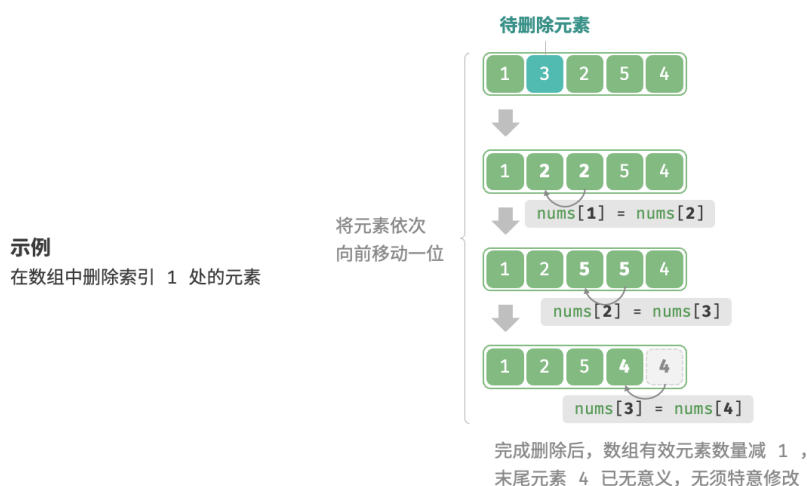 待删除元素
1 3 2 5 4
1 2 2 5 4
nums[1] = nums[2]
将元素依次
向前移动一位
示例
在数组中删除索引 1 处的元素
1 2 5 5 4
nums[2] = nums[3]
1 2 5 4 4
nums[3] = nums[4]
完成删除后，数组有效元素数量减 1 ，
末尾元素 4 已无意义，无须特意修改